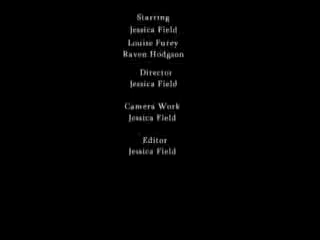 Starring
Jessica Field
Louise Furey
Raven Hodgson
Director
Jessica Field
Camera Work
Jessica Field
Editor
Jessica Field